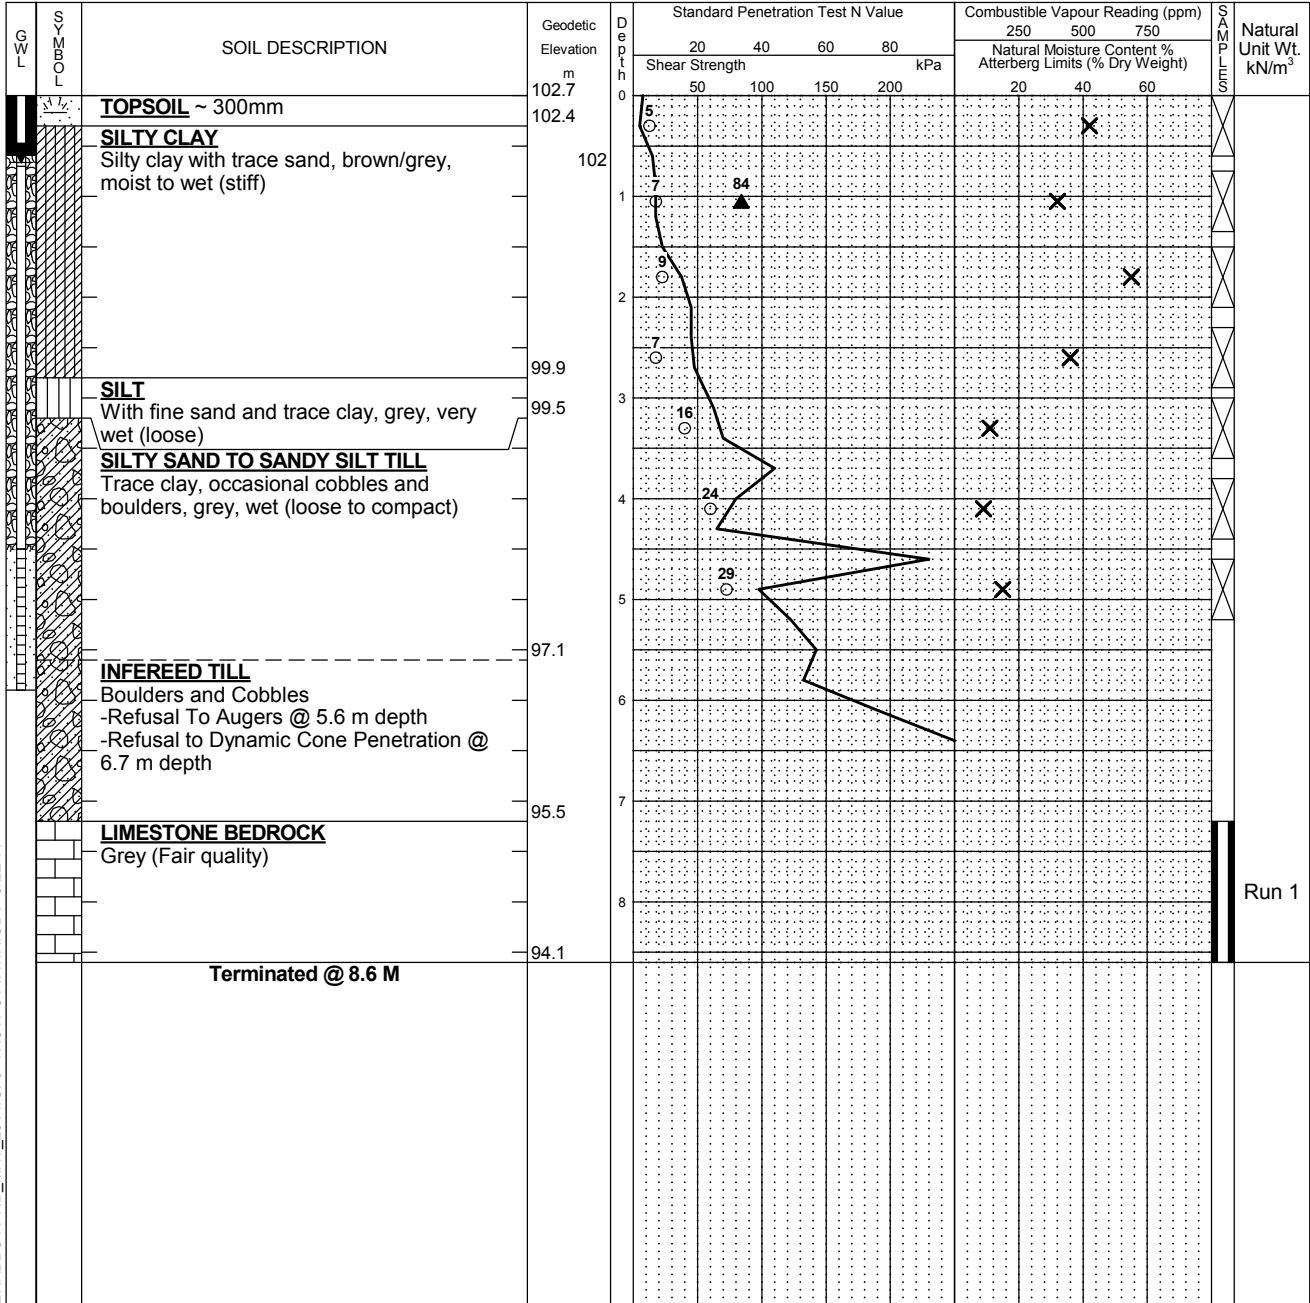 GWL
SYMBOL
SOIL DESCRIPTION
Geodetic
Elevation
m
102.7
Depth
Standard Penetration Test N Value
20 40 60 80
Shear Strength kPa
50 100 150 200
Combustible Vapour Reading (ppm)
250 500 750
Natural Moisture Content %
Atterberg Limits (% Dry Weight)
20 40 60
SAMPLES
Natural
Unit Wt.
kN/m³
0
TOPSOIL ~ 300mm
102.4
5
SILTY CLAY
Silty clay with trace sand, brown/grey,
moist to wet (stiff)
102
1
7
84
9
2
7
99.9
SILT
With fine sand and trace clay, grey, very
wet (loose)
99.5
3
16
SILTY SAND TO SANDY SILT TILL
Trace clay, occasional cobbles and
boulders, grey, wet (loose to compact)
4
24
29
5
97.1
INFEREED TILL
Boulders and Cobbles
-Refusal To Augers @ 5.6 m depth
-Refusal to Dynamic Cone Penetration @
6.7 m depth
6
7
95.5
LIMESTONE BEDROCK
Grey (Fair quality)
8
Run 1
94.1
Terminated @ 8.6 M